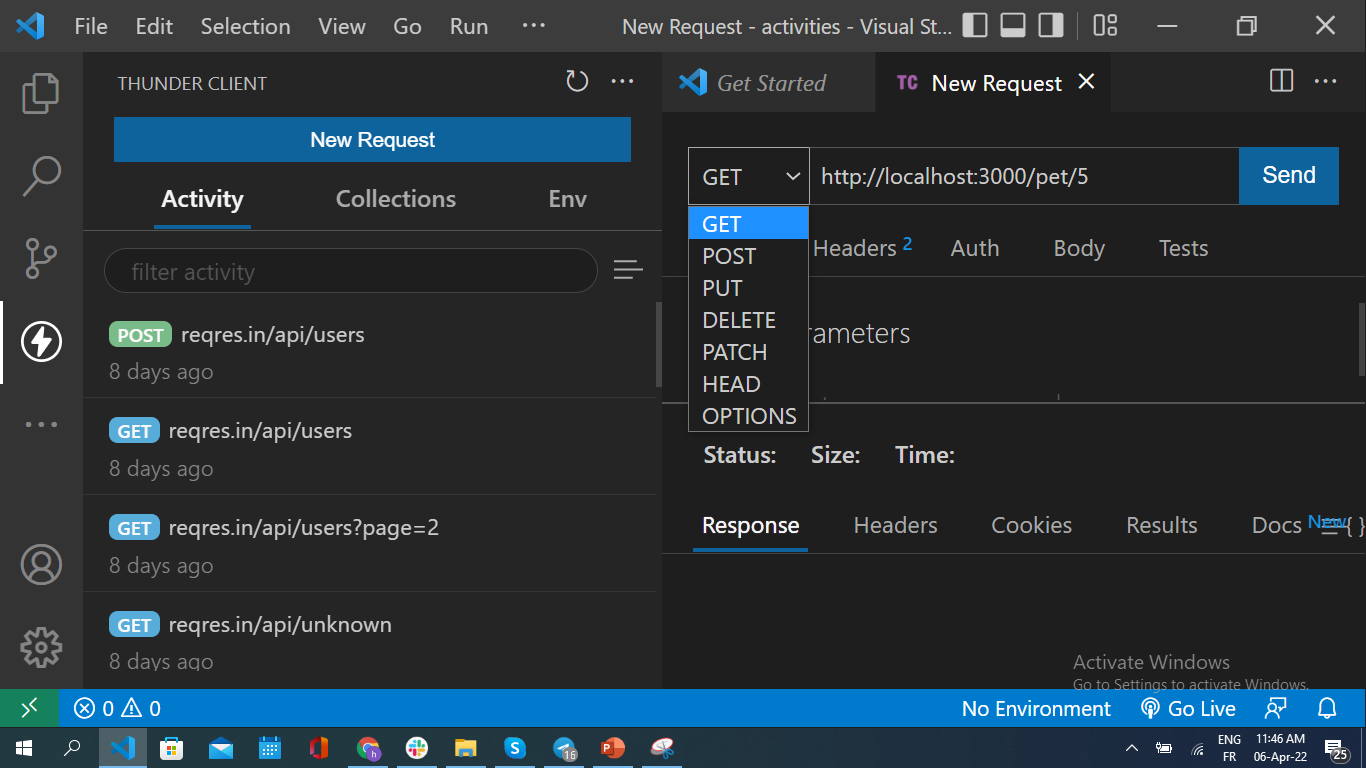 File Edit Selection View Go Run ··· New Request - activities - Visual St...
THUNDER CLIENT
New Request
Activity Collections Env
filter activity
POST reqres.in/api/users
8 days ago
GET reqres.in/api/users
8 days ago
GET reqres.in/api/users?page=2
8 days ago
GET reqres.in/api/unknown
8 days ago
Get Started TC New Request
GET http://localhost:3000/pet/5 Send
GET
POST
PUT
DELETE
PATCH
HEAD
OPTIONS
Headers 2 Auth Body Tests
rameters
Status: Size: Time:
Response Headers Cookies Results Docs New { }
Activate Windows
Go to Settings to activate Windows.
0 0 No Environment Go Live
h S 16 P ENG 11:46 AM
FR 06-Apr-22 25